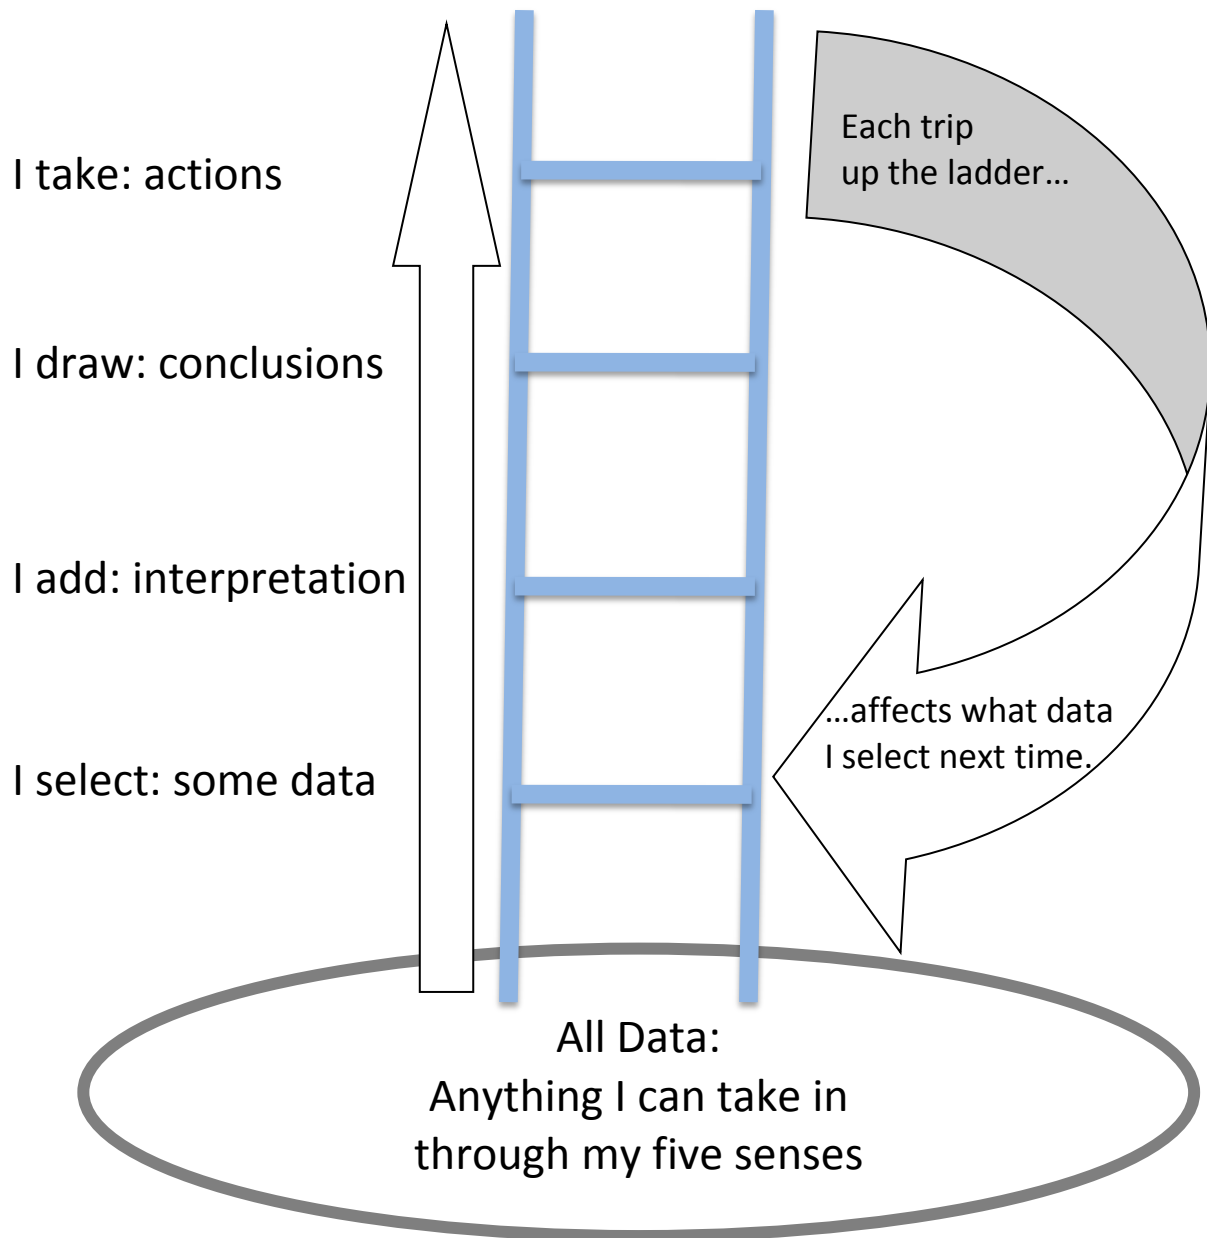 Each trip
up the ladder…
I take: actions
I draw: conclusions
I add: interpretation
…affects what data
I select next time.
I select: some data
All Data:
Anything I can take in
through my five senses